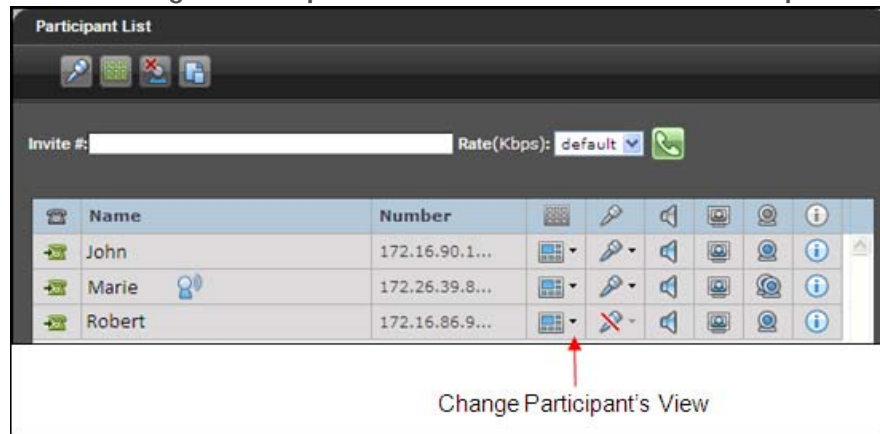 Participant List
Invite #: Rate(Kbps): default
Name Number
John 172.16.90.1...
Marie 172.26.39.8...
Robert 172.16.86.9...
Change Participant's View